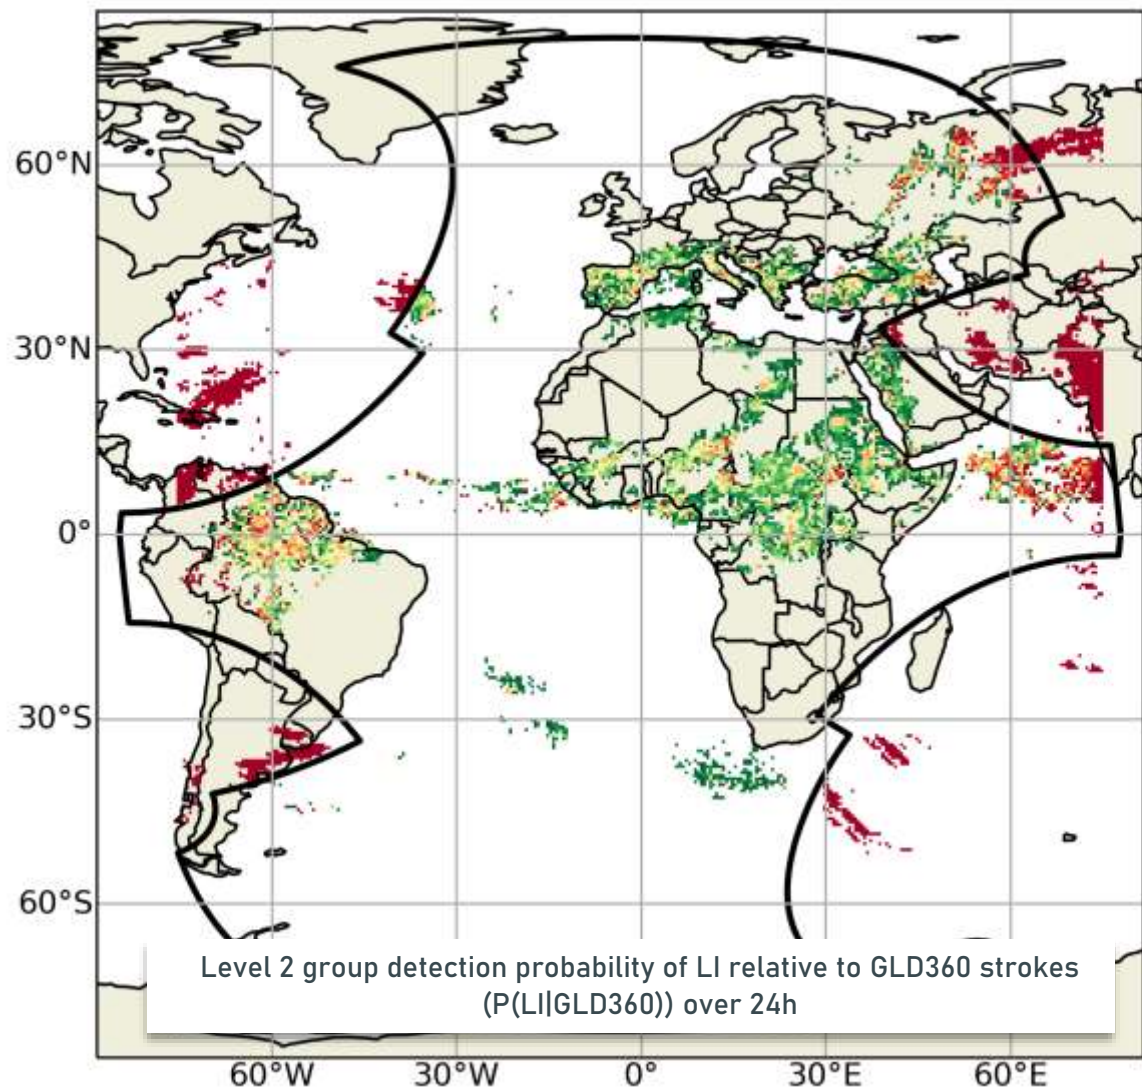 60°N
30°N
0°
30°S
60°S
Level 2 group detection probability of LI relative to GLD360 strokes
(P(LI|GLD360)) over 24h
60°W 30°W 0° 30°E 60°E